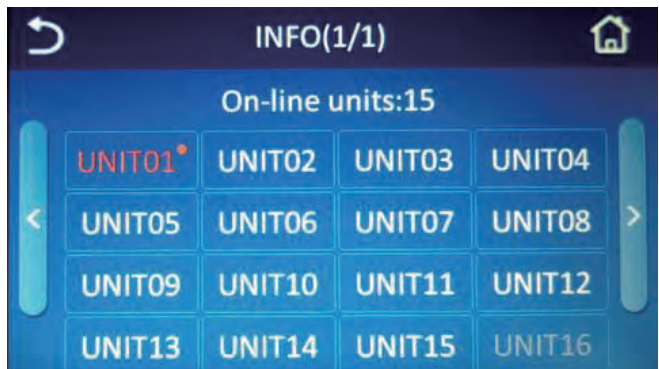 INFO(1/1)
On-line units:15
UNIT01 UNIT02 UNIT03 UNIT04
< UNIT05 UNIT06 UNIT07 UNIT08 >
UNIT09 UNIT10 UNIT11 UNIT12
UNIT13 UNIT14 UNIT15 UNIT16